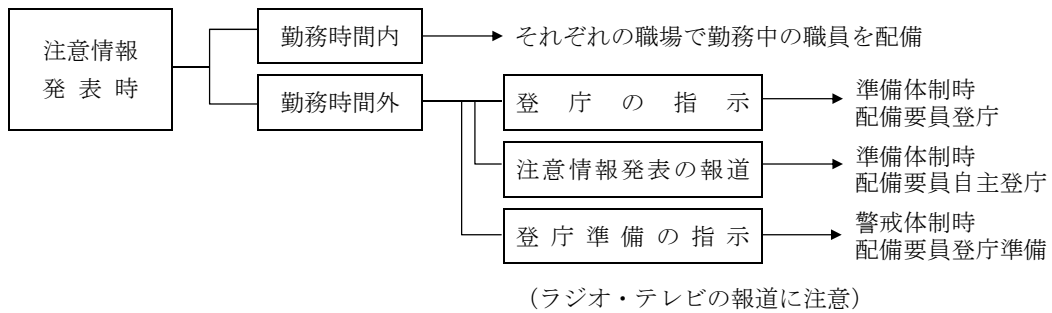 注意情報
発表時
勤務時間内
それぞれの職場で勤務中の職員を配備
勤務時間外
登庁の指示
準備体制時
配備要員登庁
注意情報発表の報道
準備体制時
配備要員自主登庁
登庁準備の指示
警戒体制時
配備要員登庁準備
（ラジオ・テレビの報道に注意）